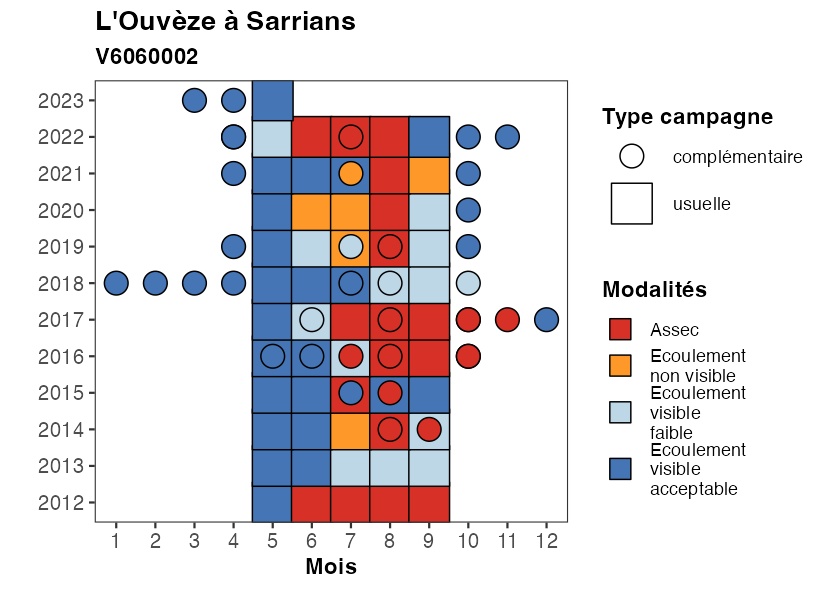 L'Ouvèze à Sarrians
V6060002
2023
2022
2021
2020
2019
2018
2017
2016
2015
2014
2013
2012
1 2 3 4 5 6 7 8 9 10 11 12
Mois
Type campagne
complémentaire
usuelle
Modalités
Assec
Ecoulement
non visible
Ecoulement
visible
faible
Ecoulement
visible
acceptable